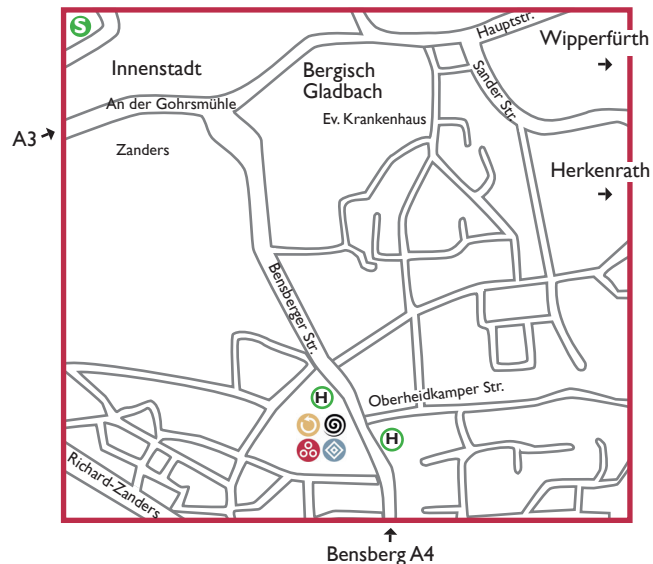 S
Hauptstr.
Wipperfürth
Innenstadt
Bergisch
Gladbach
Sander Str.
An der Gohrsmühle
Ev. Krankenhaus
A3
Zanders
Herkenrath
Bensberger Str.
Oberheidkamper Str.
H
H
Richard-Zanders
Bensberg A4